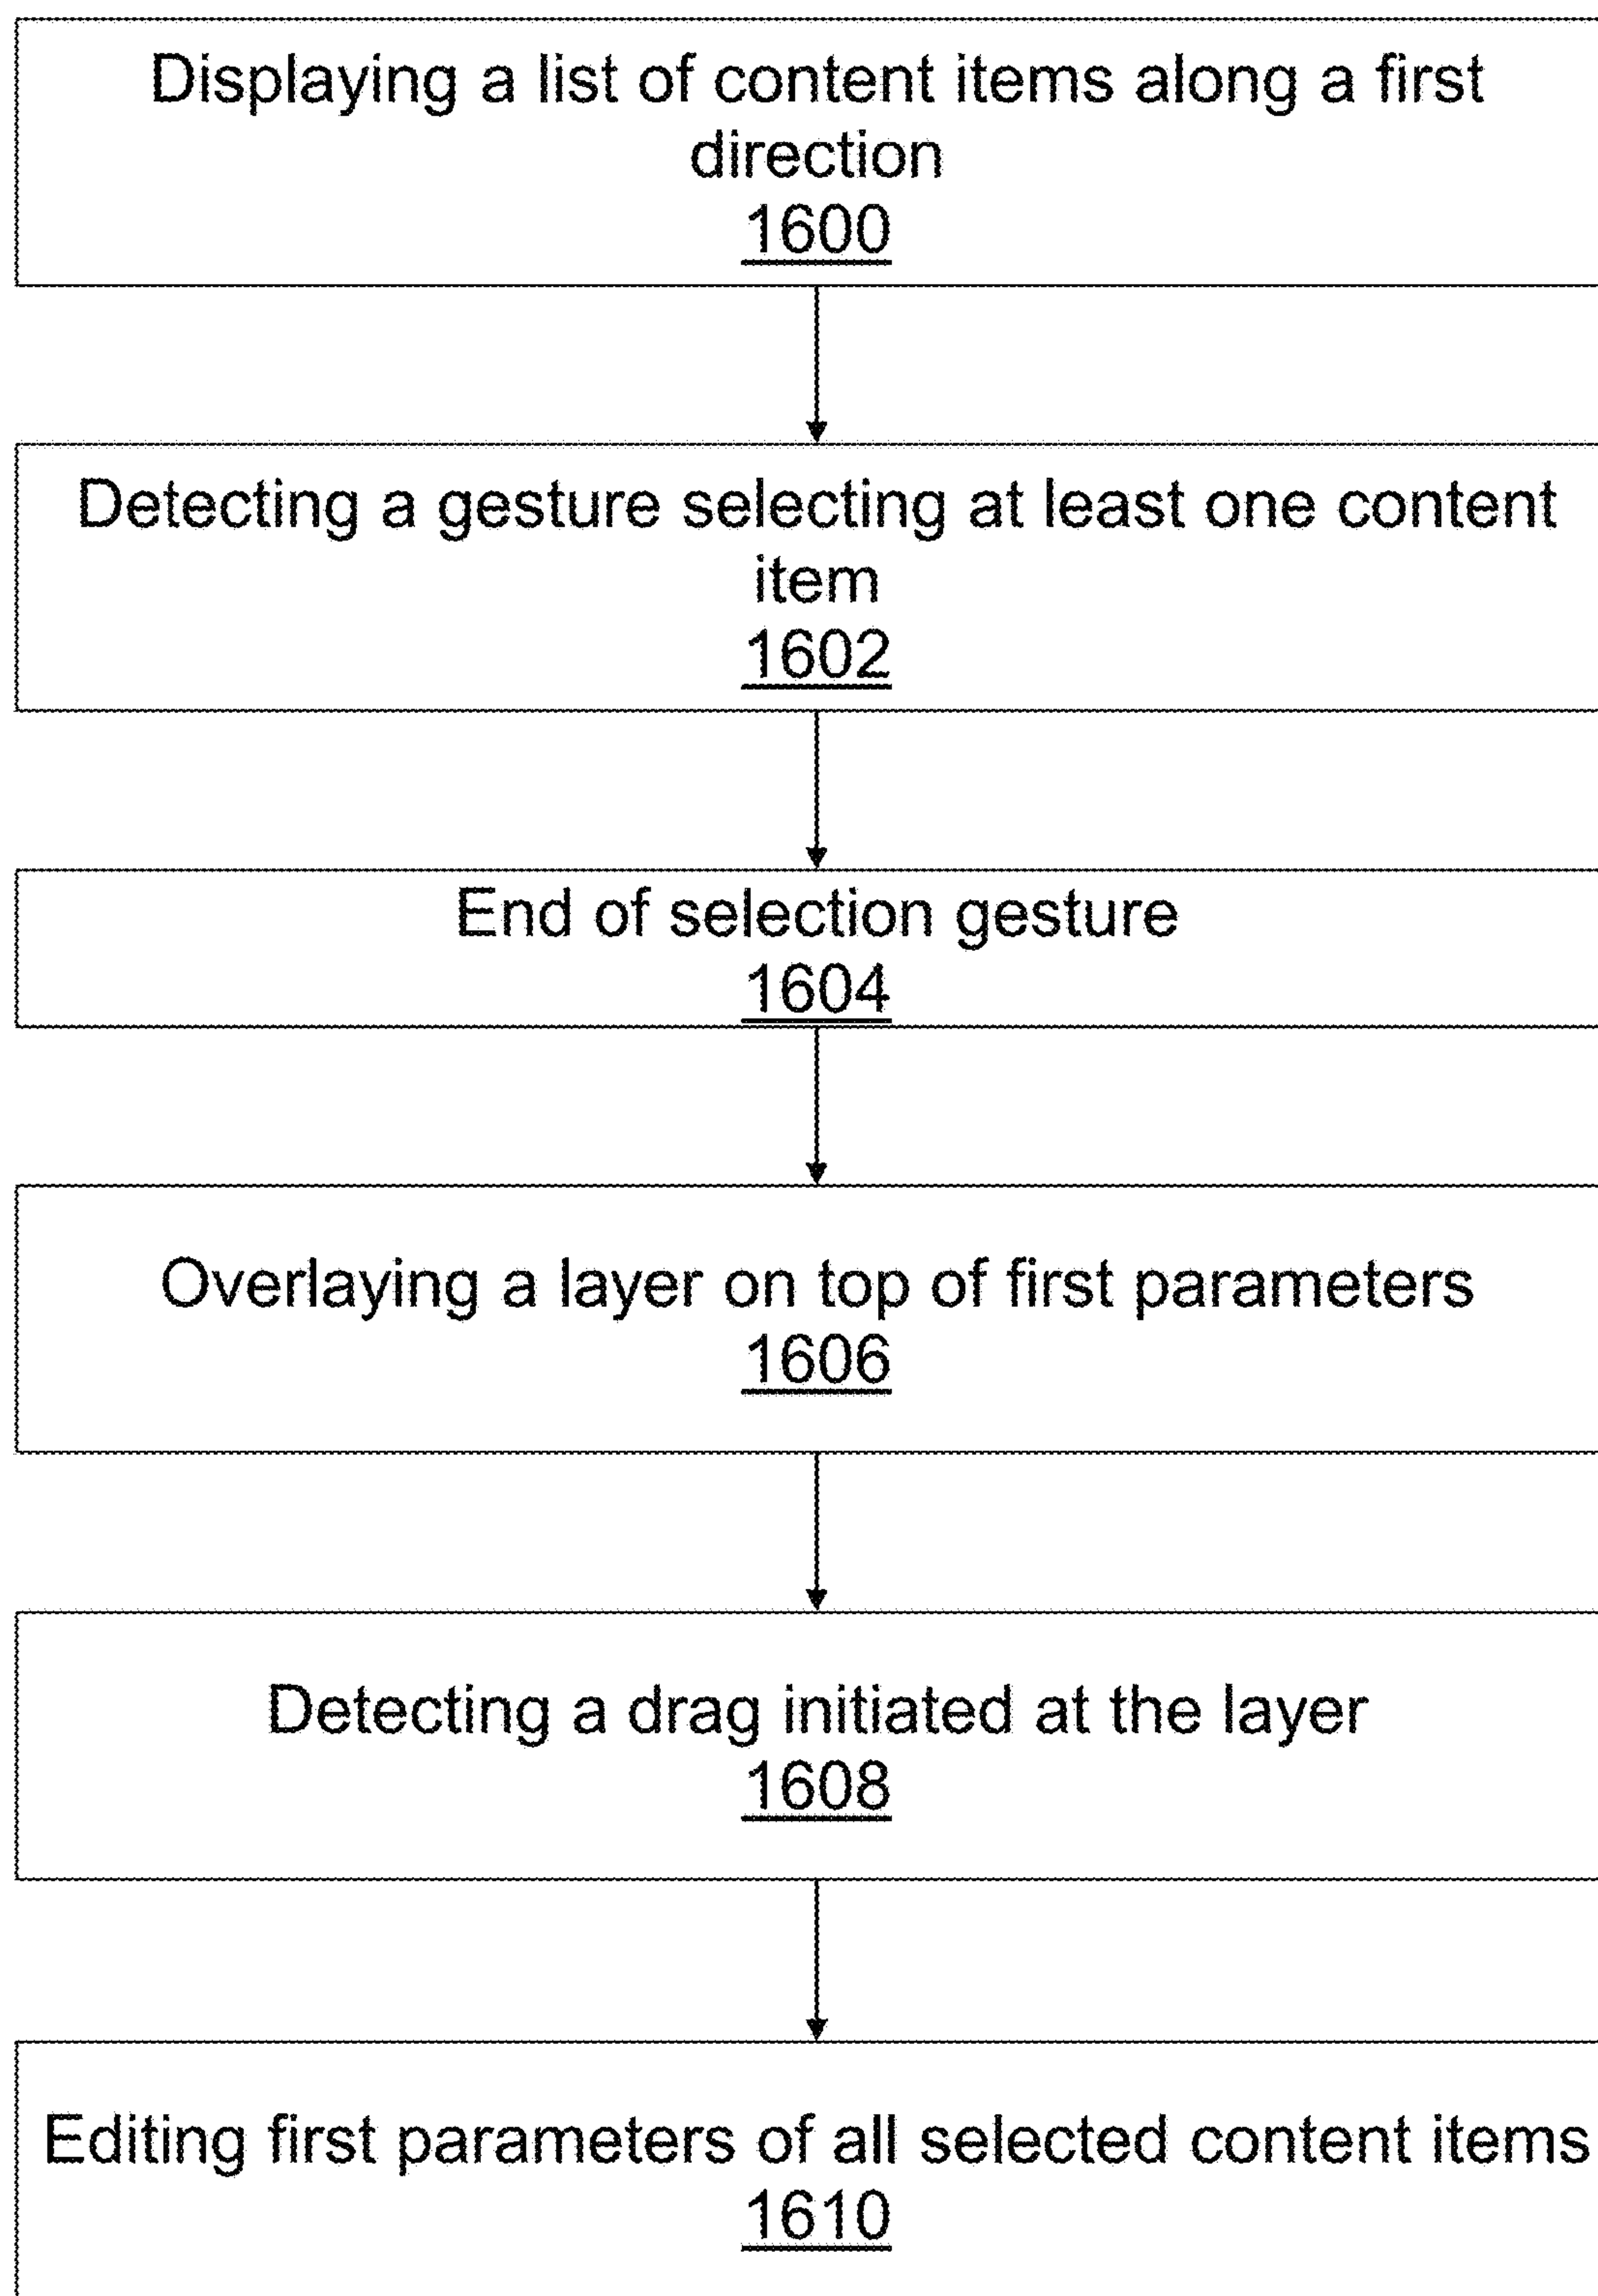 Displaying a list of content items along a first
direction
1600
Detecting a gesture selecting at least one content
item
1602
End of selection gesture
1604
Overlaying a layer on top of first parameters
1606
Detecting a drag initiated at the layer
1608
Editing first parameters of all selected content items
1610